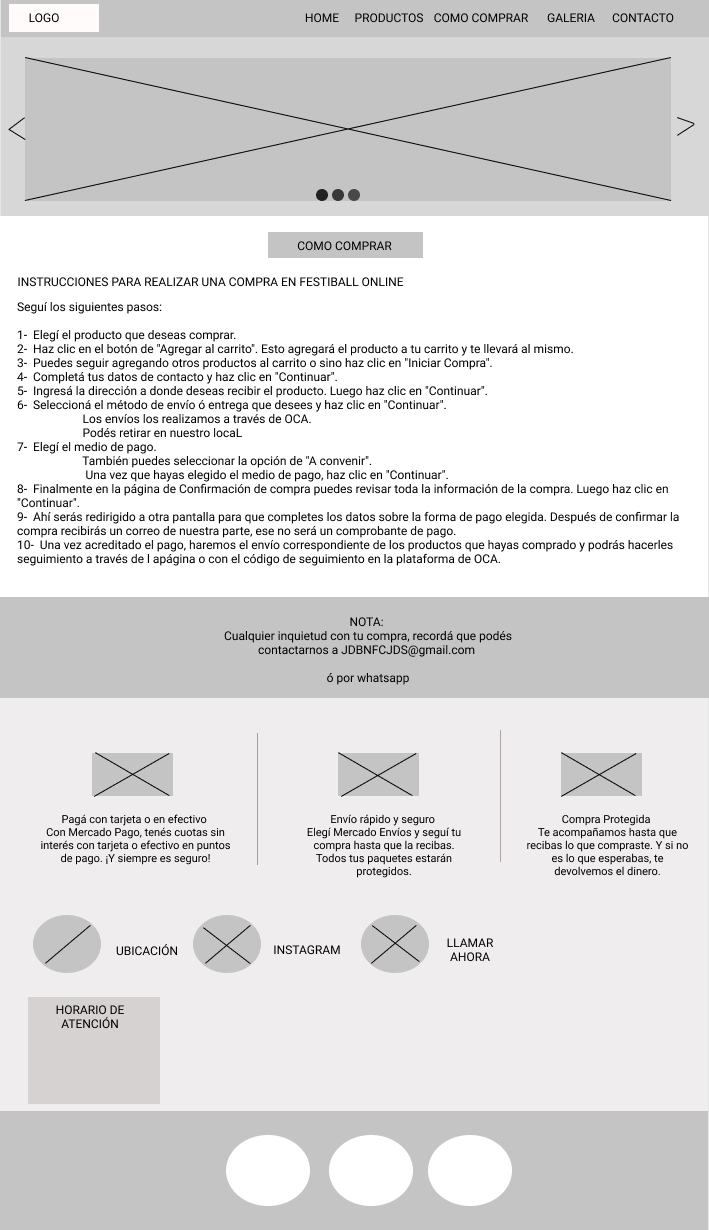 LOGO
HOME PRODUCTOS COMO COMPRAR GALERIA CONTACTO
COMO COMPRAR
INSTRUCCIONES PARA REALIZAR UNA COMPRA EN FESTIBALL ONLINE
Seguí los siguientes pasos:
1- Elegí el producto que deseas comprar.
2- Haz clic en el botón de "Agregar al carrito". Esto agregará el producto a tu carrito y te llevará al mismo.
3- Puedes seguir agregando otros productos al carrito o sino haz clic en "Iniciar Compra".
4- Completá tus datos de contacto y haz clic en "Continuar".
5- Ingresá la dirección a donde deseas recibir el producto. Luego haz clic en "Continuar".
6- Seleccioná el método de envío ó entrega que desees y haz clic en "Continuar".
Los envíos los realizamos a través de OCA.
Podés retirar en nuestro locaL
7- Elegí el medio de pago.
También puedes seleccionar la opción de "A convenir".
Una vez que hayas elegido el medio de pago, haz clic en "Continuar".
8- Finalmente en la página de Confirmación de compra puedes revisar toda la información de la compra. Luego haz clic en
"Continuar".
9- Ahí serás redirigido a otra pantalla para que completes los datos sobre la forma de pago elegida. Después de confirmar la
compra recibirás un correo de nuestra parte, ese no será un comprobante de pago.
10- Una vez acreditado el pago, haremos el envío correspondiente de los productos que hayas comprado y podrás hacerles
seguimiento a través de l apágina o con el código de seguimiento en la plataforma de OCA.
NOTA:
Cualquier inquietud con tu compra, recordá que podés
contactarnos a JDBNFCJDS@gmail.com
ó por whatsapp
Pagá con tarjeta o en efectivo
Con Mercado Pago, tenés cuotas sin
interés con tarjeta o efectivo en puntos
de pago. ¡Y siempre es seguro!
Envío rápido y seguro
Elegí Mercado Envíos y seguí tu
compra hasta que la recibas.
Todos tus paquetes estarán
protegidos.
Compra Protegida
Te acompañamos hasta que
recibas lo que compraste. Y si no
es lo que esperabas, te
devolvemos el dinero.
UBICACIÓN
INSTAGRAM
LLAMAR
AHORA
HORARIO DE
ATENCIÓN